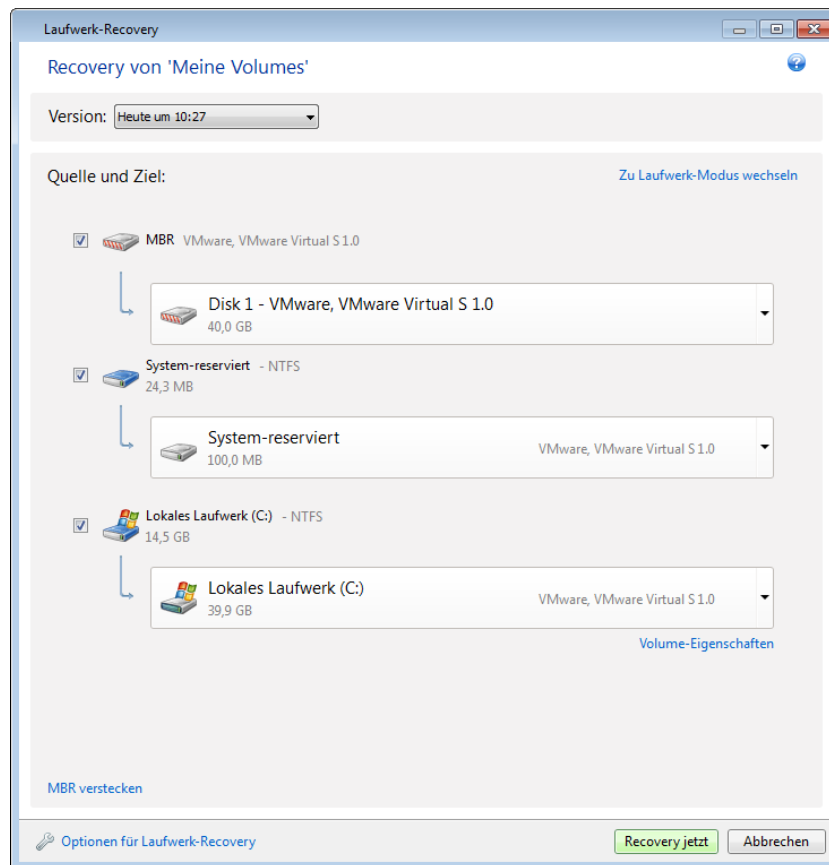 Laufwerk-Recovery
Recovery von 'Meine Volumes'
Version: Heute um 10:27
Quelle und Ziel: Zu Laufwerk-Modus wechseln
MBR VMware, VMware Virtual S 1.0
Disk 1 - VMware, VMware Virtual S 1.0
40,0 GB
System-reserviert - NTFS
24,3 MB
System-reserviert VMware, VMware Virtual S 1.0
100,0 MB
Lokales Laufwerk (C:) - NTFS
14,5 GB
Lokales Laufwerk (C:) VMware, VMware Virtual S 1.0
39,9 GB
Volume-Eigenschaften
MBR verstecken
Optionen für Laufwerk-Recovery Recovery jetzt Abbrechen